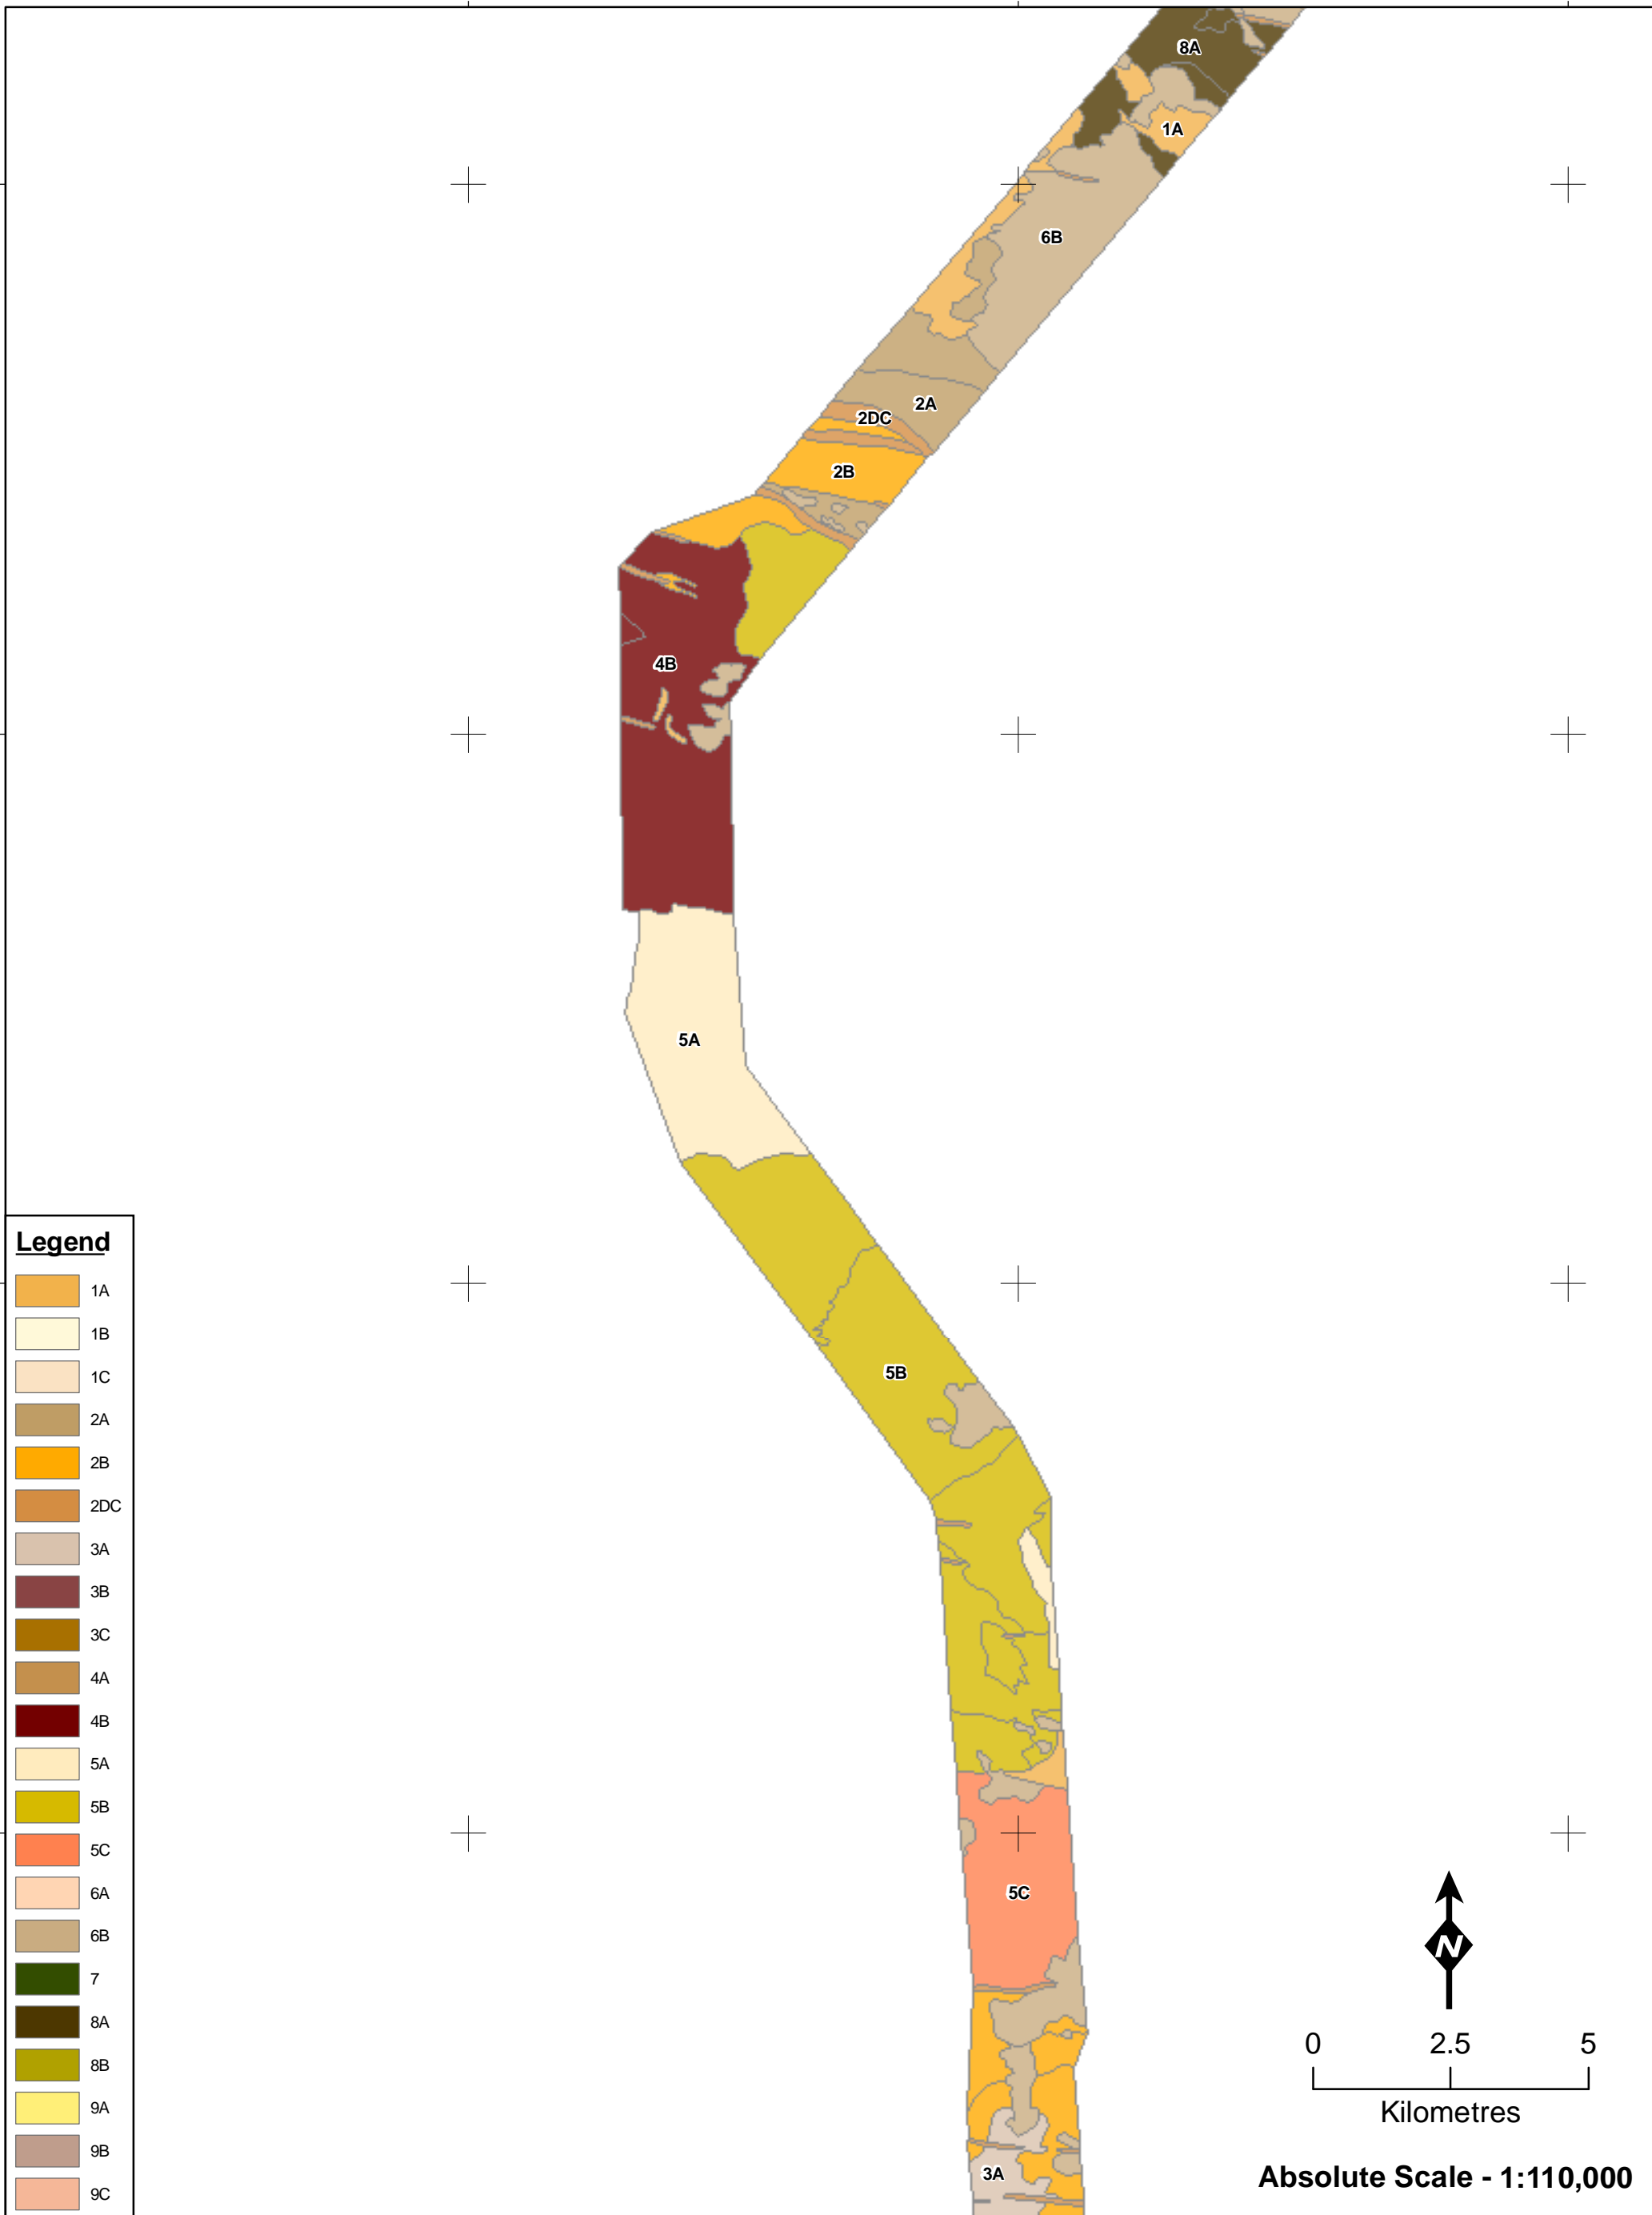 8A
1A
6B
2A
2DC
2B
4B
5A
5B
5C
3A
Legend
1A
1B
1C
2A
2B
2DC
3A
3B
3C
4A
4B
5A
5B
5C
6A
6B
7
8A
8B
9A
9B
9C
N
0 2.5 5
Kilometres
Absolute Scale - 1:110,000